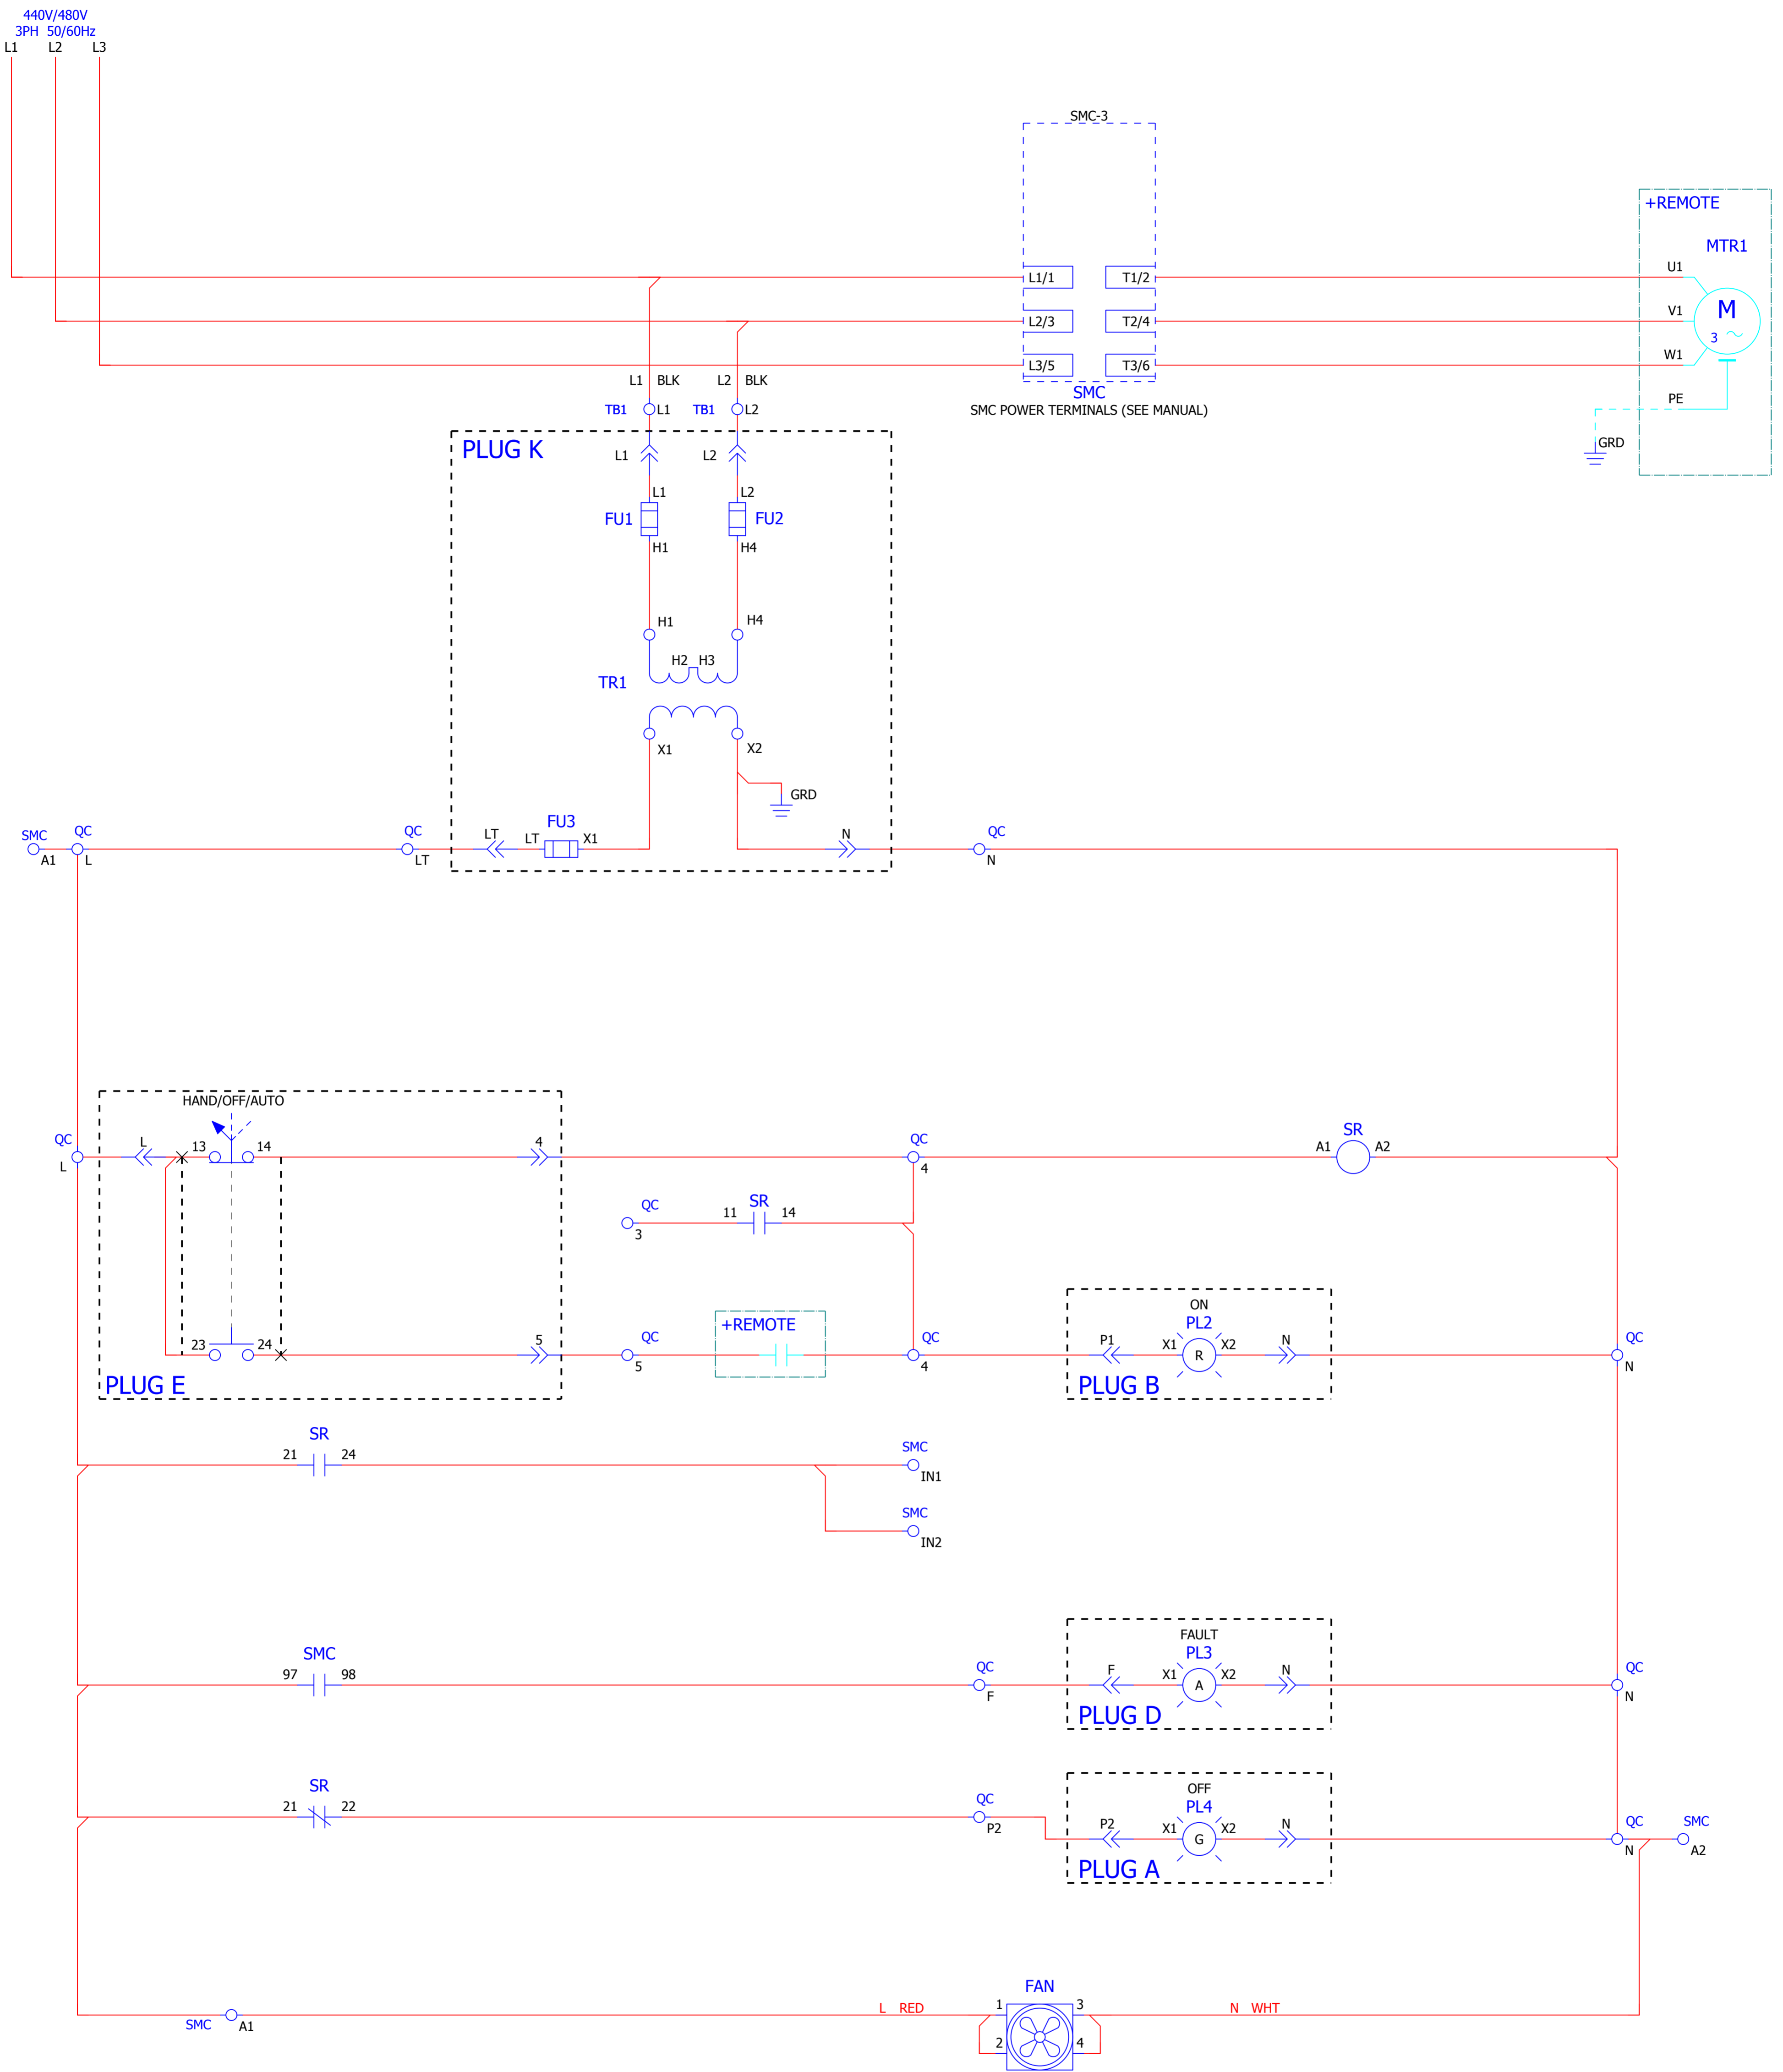 440V/480V
3PH 50/60Hz
L1 L2 L3
SMC-3
+REMOTE
MTR1
L1/1 T1/2 U1
M
3
L2/3 T2/4 V1
L3/5 T3/6 W1
L1 BLK L2 BLK
SMC
SMC POWER TERMINALS (SEE MANUAL)
PE
TB1 L1 TB1 L2
GRD
PLUG K
L1 L2
L1 L2
FU1 FU2
H1 H4
H1 H4
H2 H3
TR1
X1 X2
GRD
FU3
SMC QC QC LT LT X1 N QC
A1 L LT N
HAND/OFF/AUTO
QC L 13 14 4 QC SR
A1 A2
L 4
QC SR
11 14
3
ON
+REMOTE
PL2
QC
23 24 5 QC P1 X1 X2 N QC
R
5 4 N
PLUG E PLUG B
SR
21 24 SMC
IN1
SMC
IN2
FAULT
SMC PL3
97 98 QC F X1 X2 N QC
A
F N
PLUG D
SR OFF
21 22 QC PL4
P2 P2 X1 X2 N QC SMC
G
N A2
PLUG A
FAN
L RED 1 3 N WHT
SMC A1
2 4